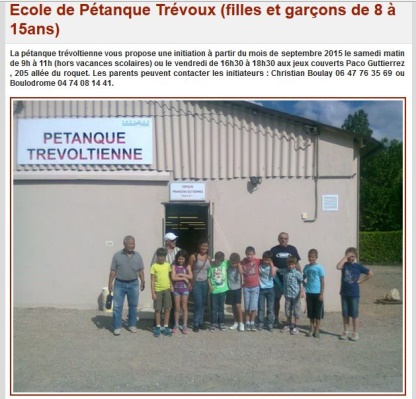 Ecole de Pétanque Trévoux (filles et garçons de 8 à
15ans)
La pétanque trévoltienne vous propose une initiation à partir du mois de septembre 2015 le samedi matin
de 9h à 11h (hors vacances scolaires) ou le vendredi de 16h30 à 18h30 aux jeux couverts Paco Guttierrez
, 205 allée du roquet. Les parents peuvent contacter les initiateurs : Christian Boulay 06 47 76 35 69 ou
Boulodrome 04 74 08 14 41.
PETANQUE
TREVOLTIENNE